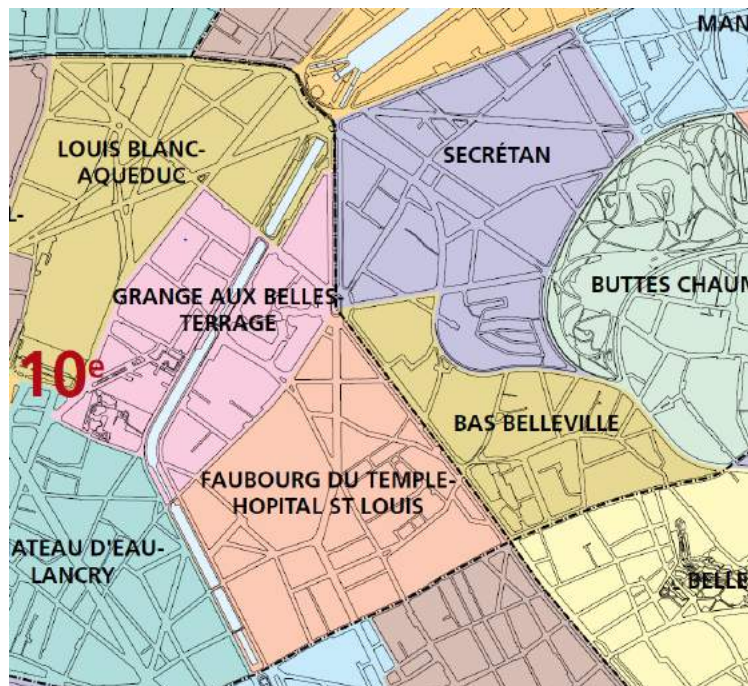 MAN
LOUIS BLANC-
AQUEDUC
SECRÉTAN
L-
GRANGE AUX BELLES-
TERRAGE
BUTTES CHAUM
10e
BAS BELLEVILLE
FAUBOURG DU TEMPLE-
HOPITAL ST LOUIS
ATEAU D'EAU-
LANCRY
BELLE